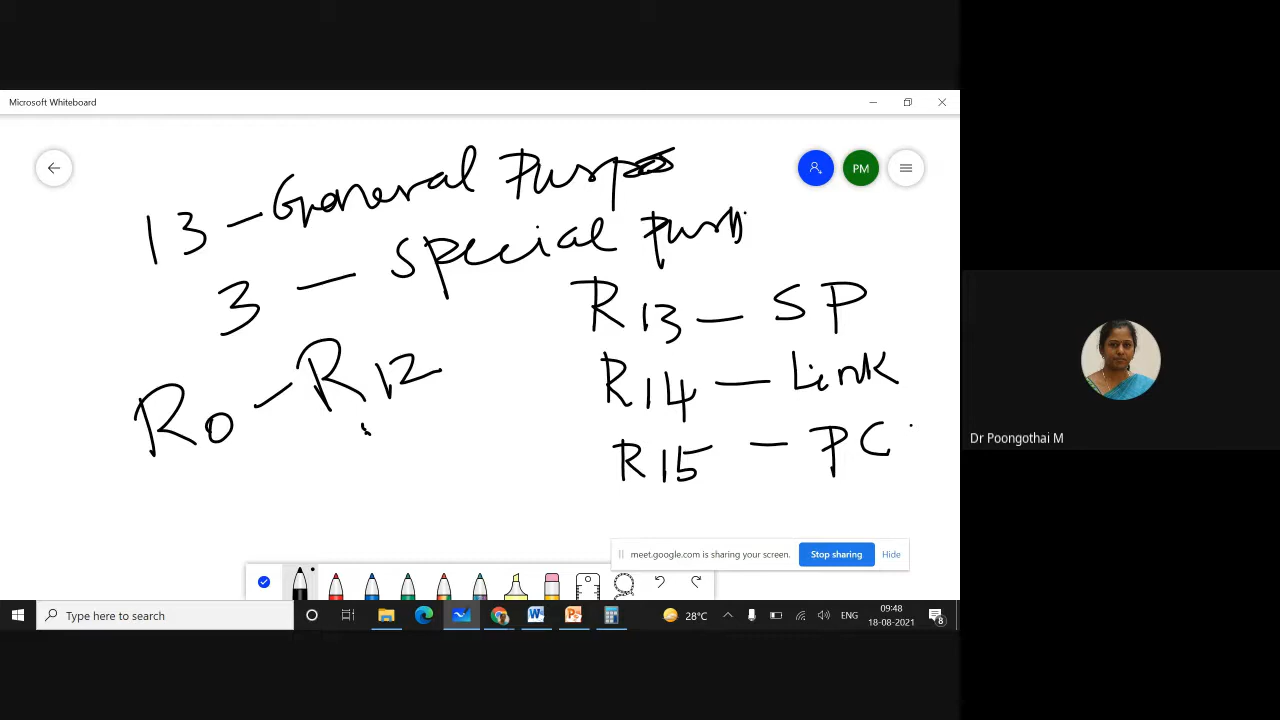 Microsoft Whiteboard
PM
13 - General Purpo
3 - Special Purp
R0 - R12
R13 - SP
R14 - Link
R15 - PC
Dr Poongothai M
meet.google.com is sharing your screen.
Stop sharing
Hide
Type here to search
28°C
ENG
09:48
18-08-2021
8